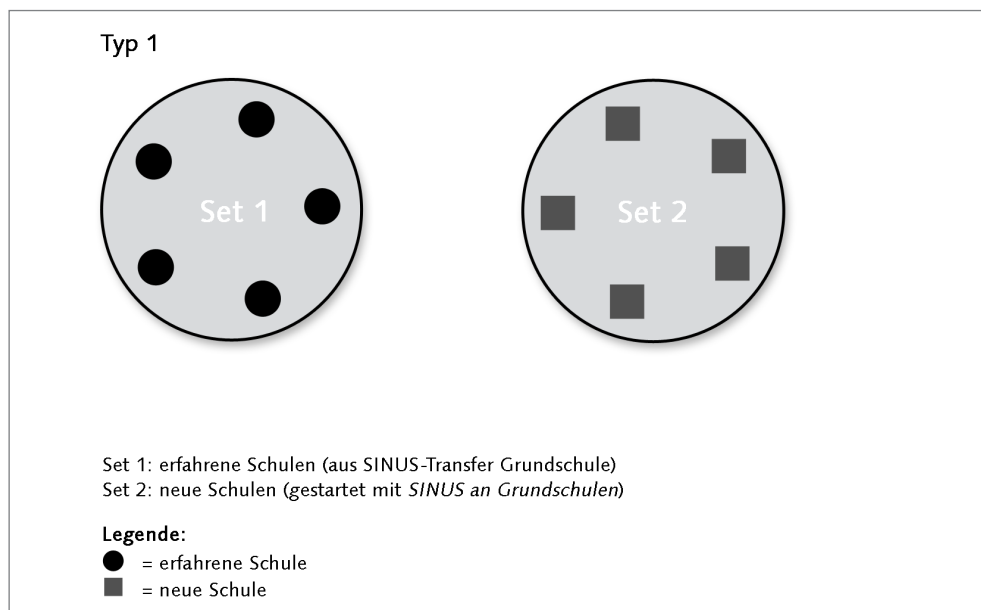 Typ 1
Set 1
Set 2
Set 1: erfahrene Schulen (aus SINUS-Transfer Grundschule)
Set 2: neue Schulen (gestartet mit SINUS an Grundschulen)
Legende:
= erfahrene Schule
= neue Schule